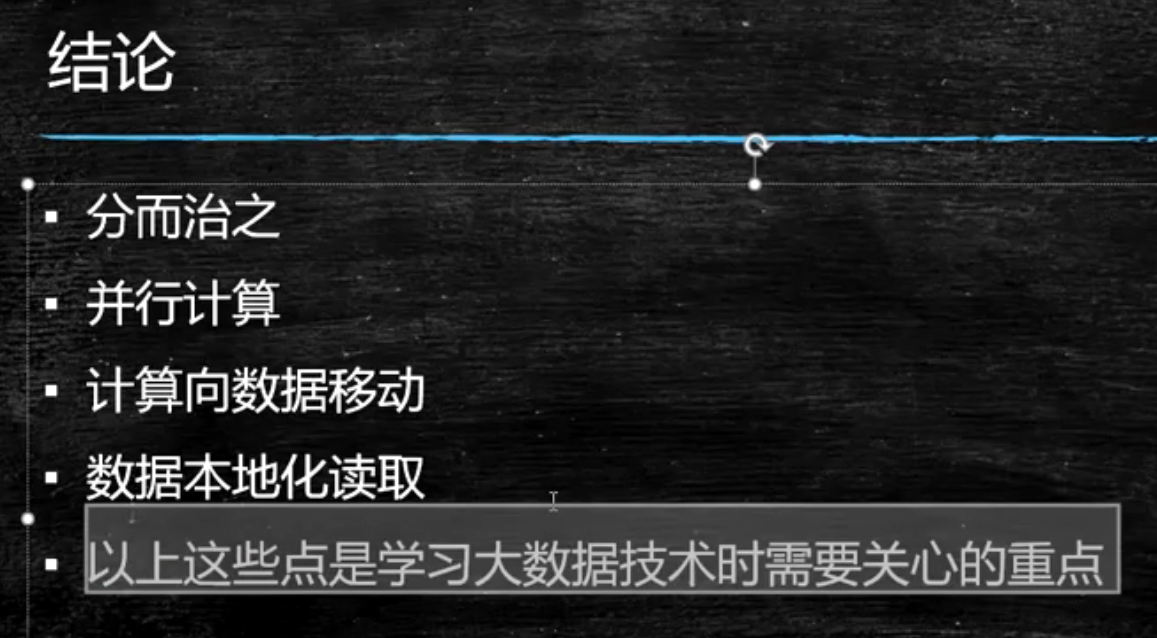 结论
分而治之
并行计算
计算向数据移动
数据本地化读取
以上这些点是学习大数据技术时需要关心的重点